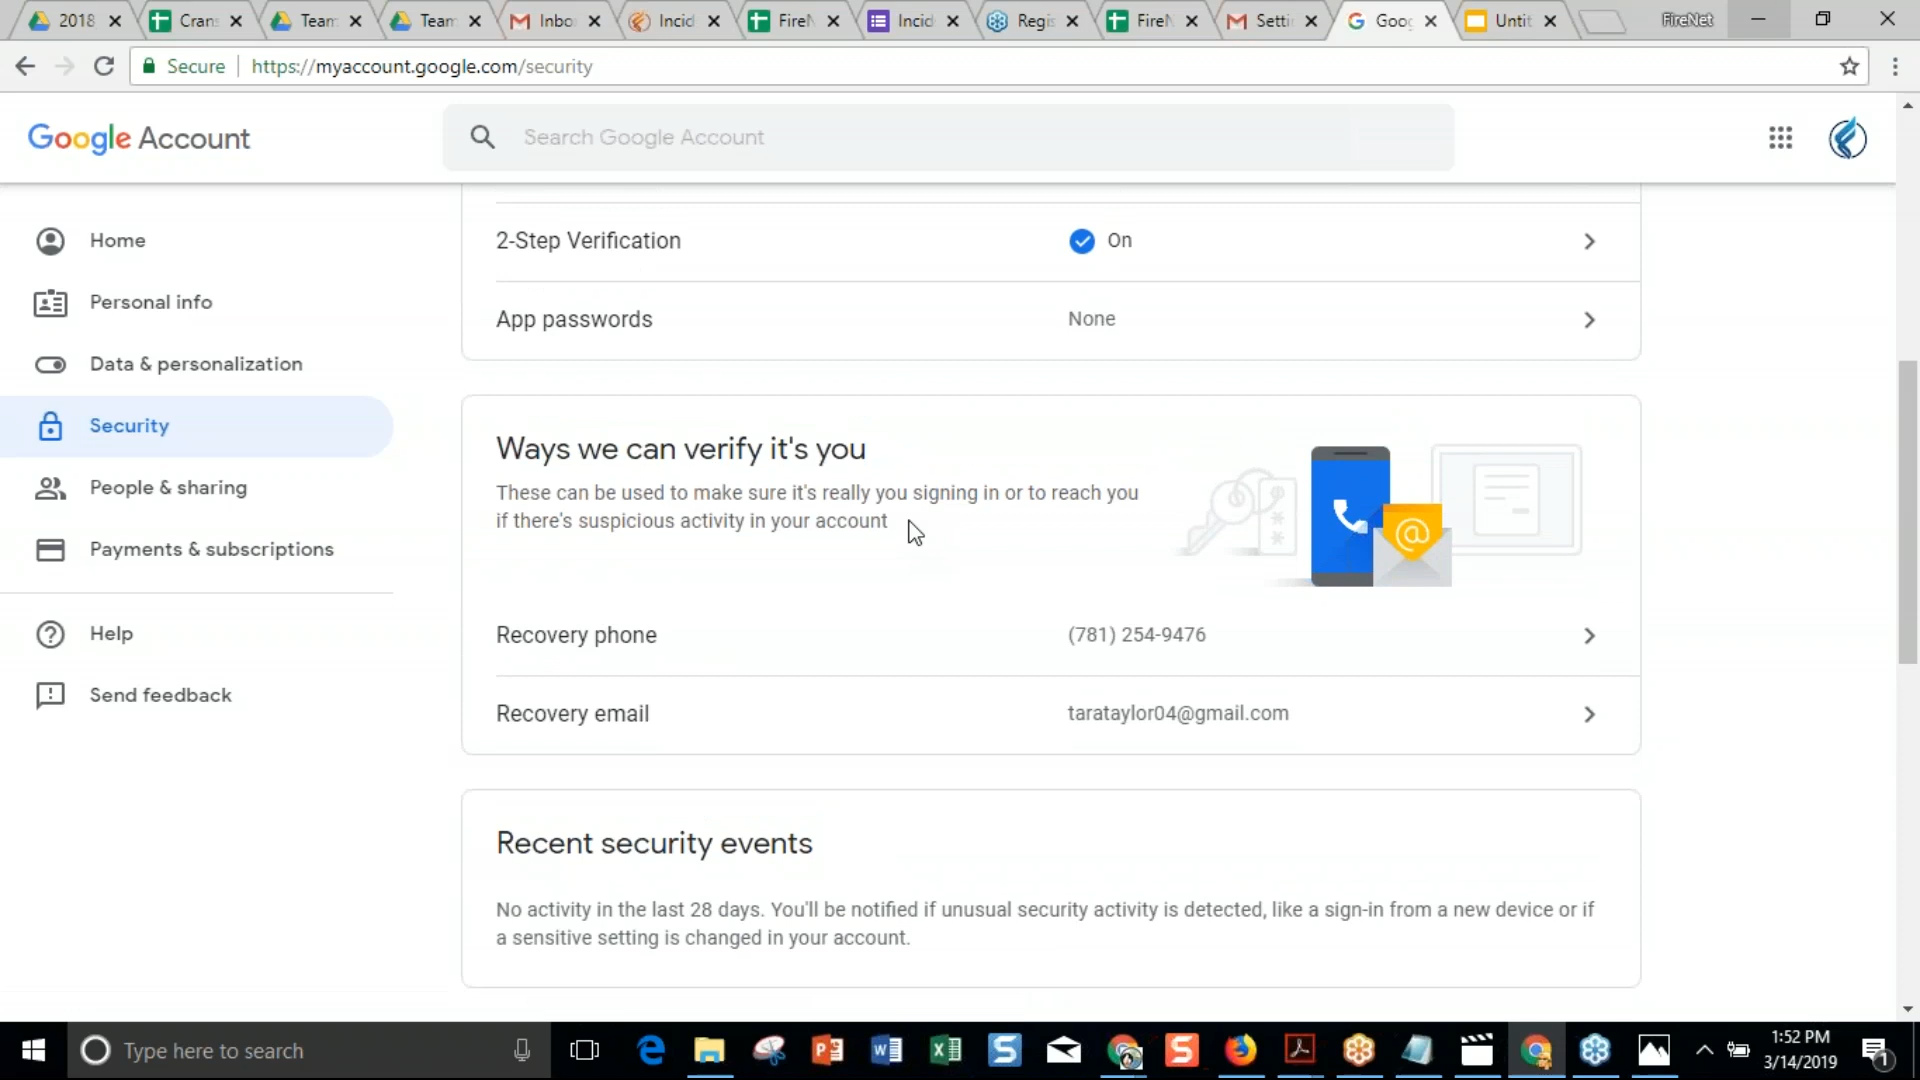 2018
Cran
Team
Team
Inbo
Incid
FireN
Incid
Regis
FireN
Setti
Goog
Untit
FireNet
Secure
https://myaccount.google.com/security
Google Account
Search Google Account
Home
Personal info
Data & personalization
Security
People & sharing
Payments & subscriptions
Help
Send feedback
2-Step Verification
On
App passwords
None
Ways we can verify it's you
These can be used to make sure it's really you signing in or to reach you
if there's suspicious activity in your account
Recovery phone
(781) 254-9476
Recovery email
tarataylor04@gmail.com
Recent security events
No activity in the last 28 days. You'll be notified if unusual security activity is detected, like a sign-in from a new device or if
a sensitive setting is changed in your account.
Type here to search
1:52 PM
3/14/2019
1